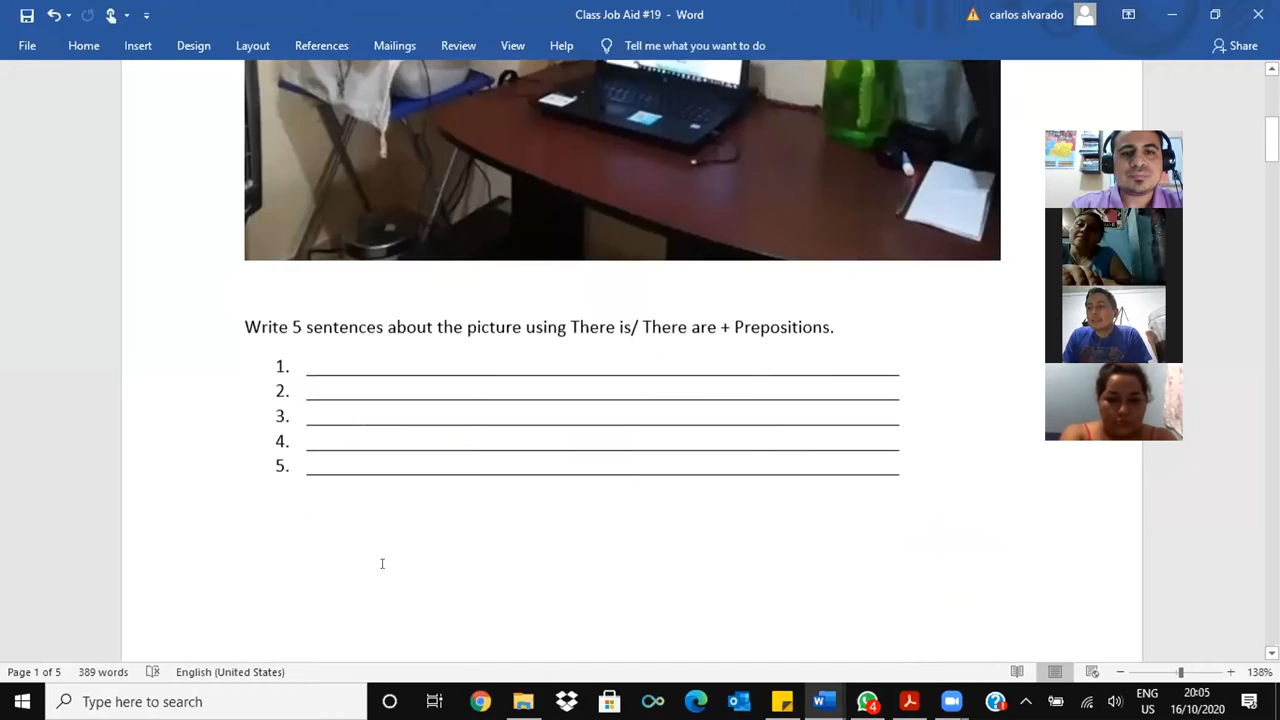 Class Job Aid #19 - Word
carlos alvarado
File Home Insert Design Layout References Mailings Review View Help Tell me what you want to do Share
Write 5 sentences about the picture using There is/ There are + Prepositions.
1.
2.
3.
4.
5.
Page 1 of 5 389 words English (United States) 138%
Type here to search
4
ENG
US
20:05
16/10/2020